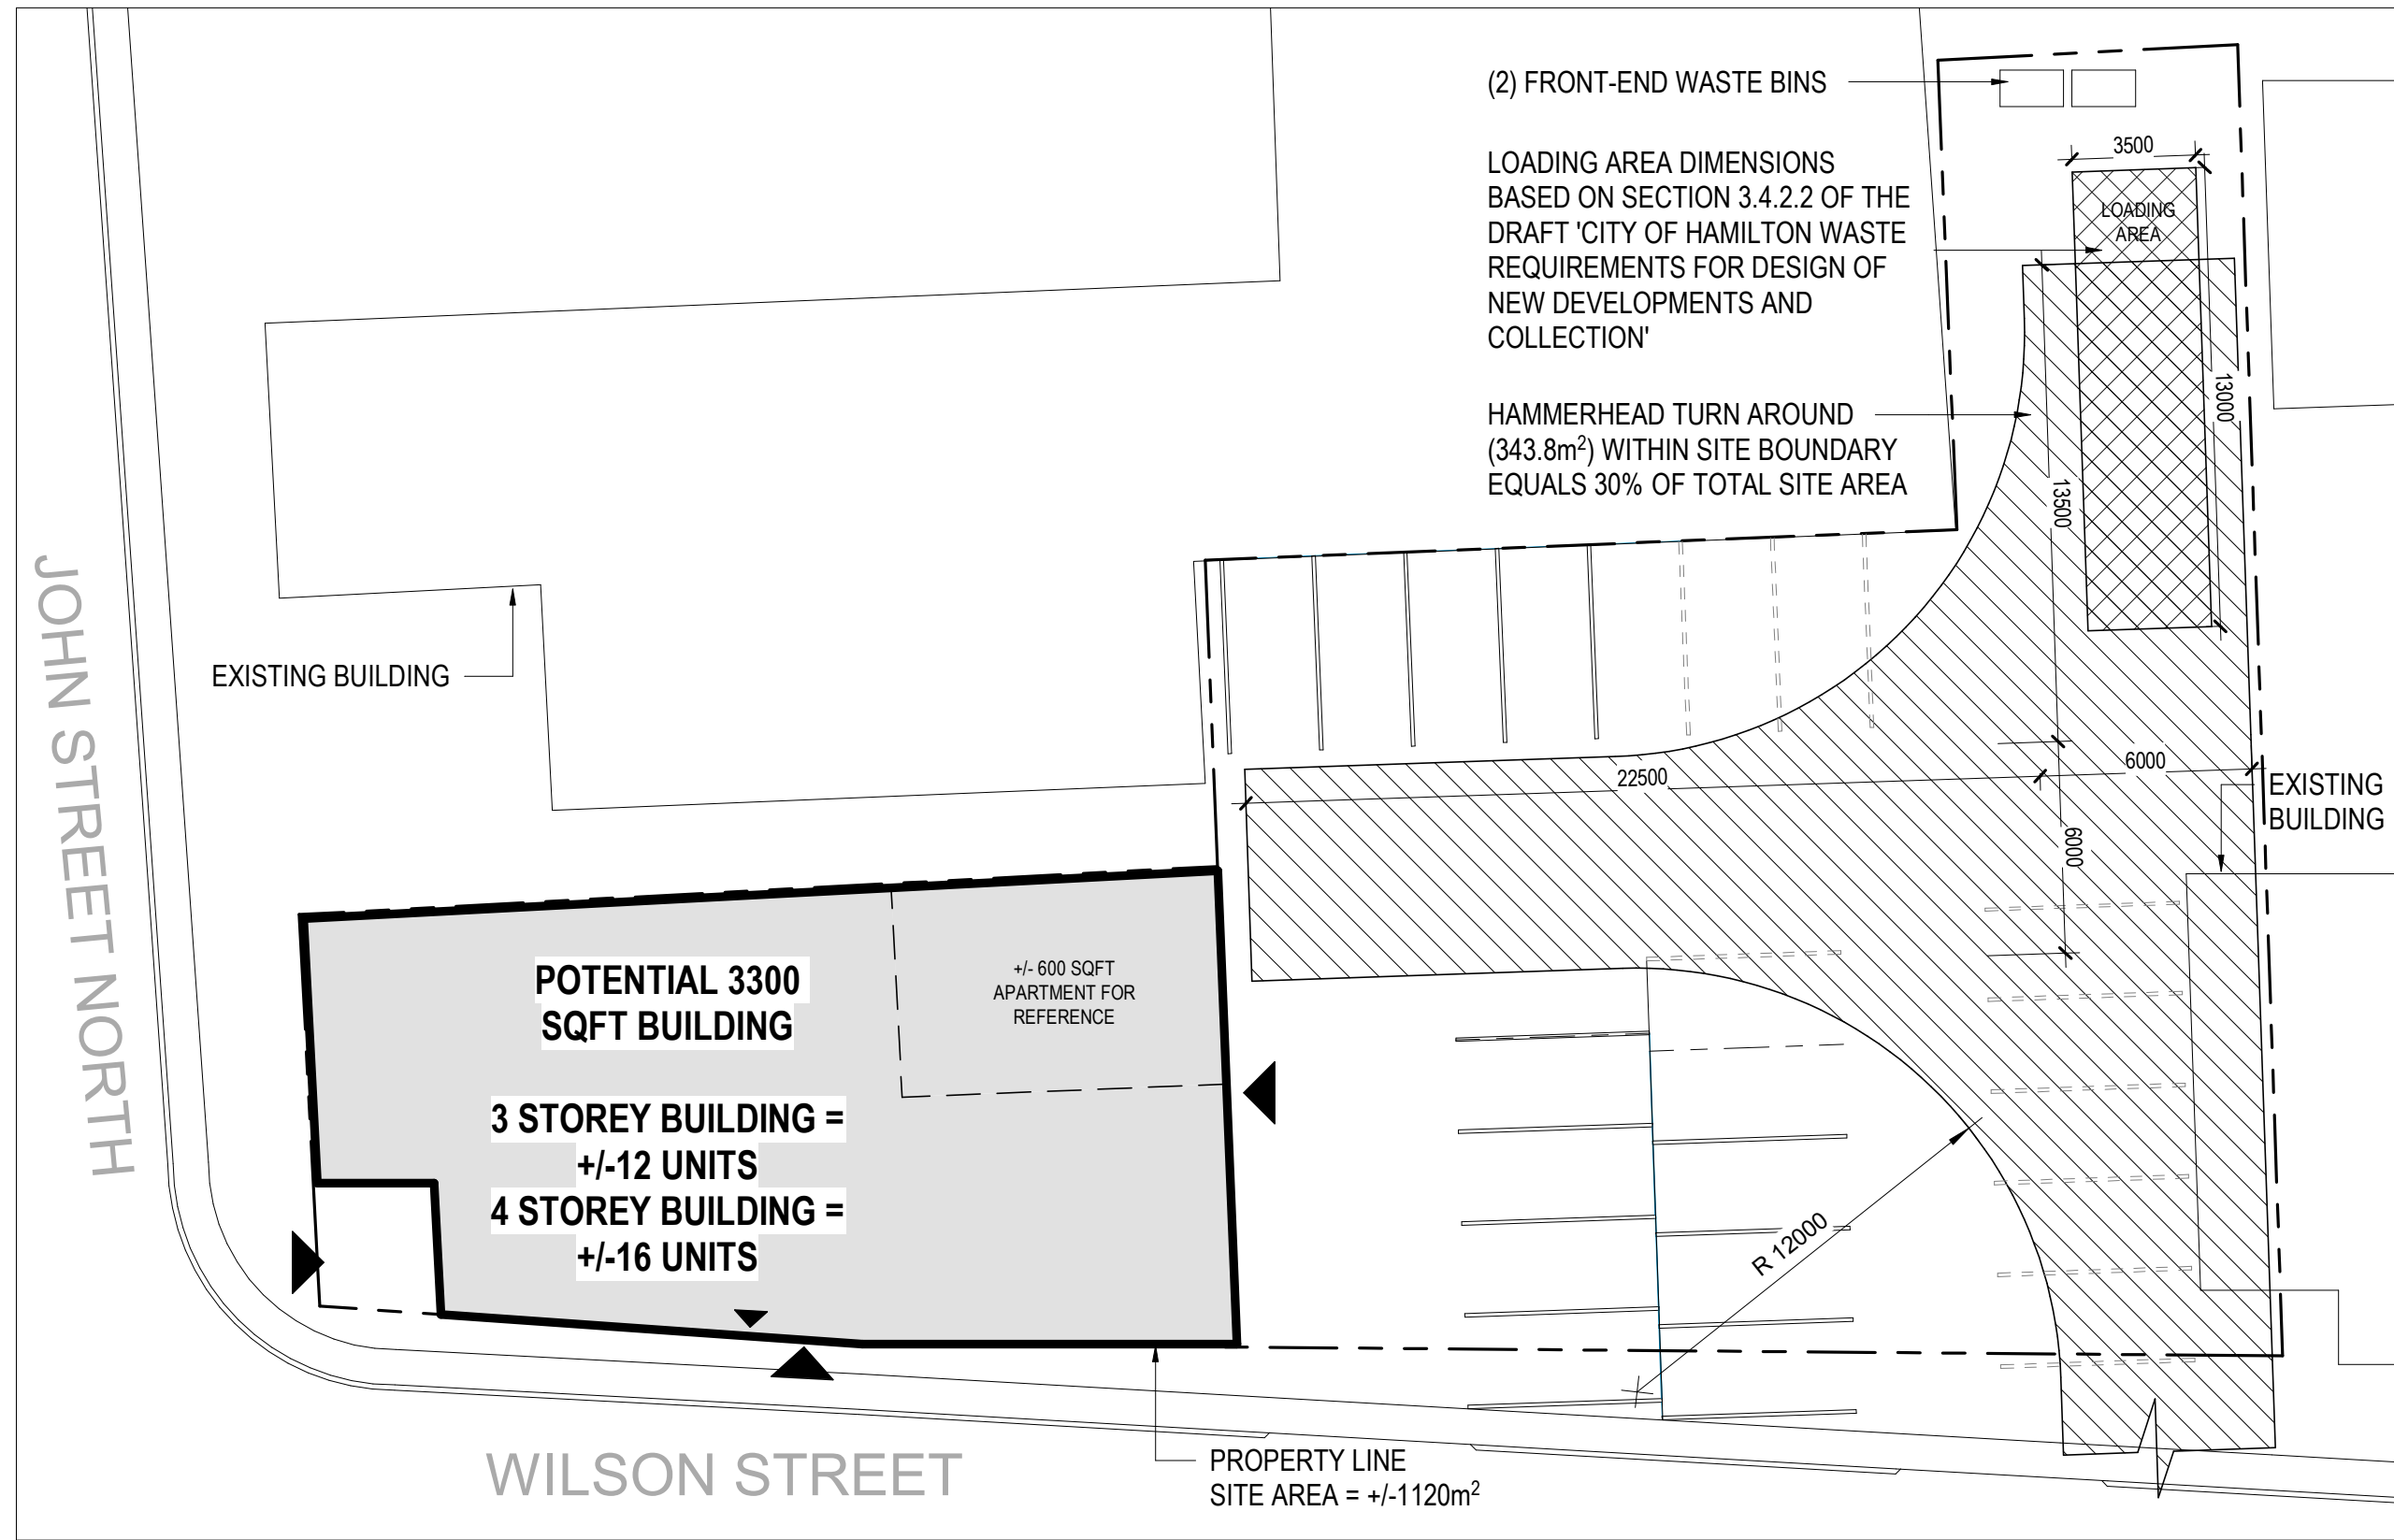 (2) FRONT-END WASTE BINS
LOADING AREA DIMENSIONS
BASED ON SECTION 3.4.2.2 OF THE
DRAFT 'CITY OF HAMILTON WASTE
REQUIREMENTS FOR DESIGN OF
NEW DEVELOPMENTS AND
COLLECTION'
HAMMERHEAD TURN AROUND
(343.8m²) WITHIN SITE BOUNDARY
EQUALS 30% OF TOTAL SITE AREA
3500
LOADING
AREA
13000
13500
22500
6000
6000
EXISTING
BUILDING
EXISTING BUILDING
JOHN STREET NORTH
POTENTIAL 3300
SQFT BUILDING
+/- 600 SQFT
APARTMENT FOR
REFERENCE
3 STOREY BUILDING =
+/-12 UNITS
4 STOREY BUILDING =
+/-16 UNITS
R 12000
WILSON STREET
PROPERTY LINE
SITE AREA = +/-1120m²